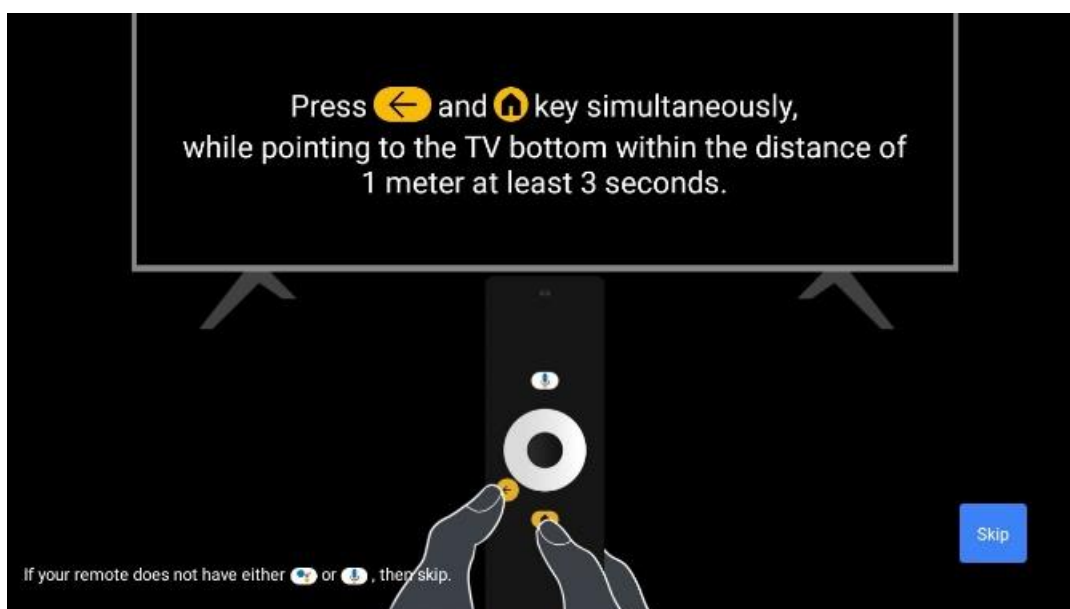 Press and key simultaneously,
while pointing to the TV bottom within the distance of
1 meter at least 3 seconds.
Skip
If your remote does not have either or , then skip.